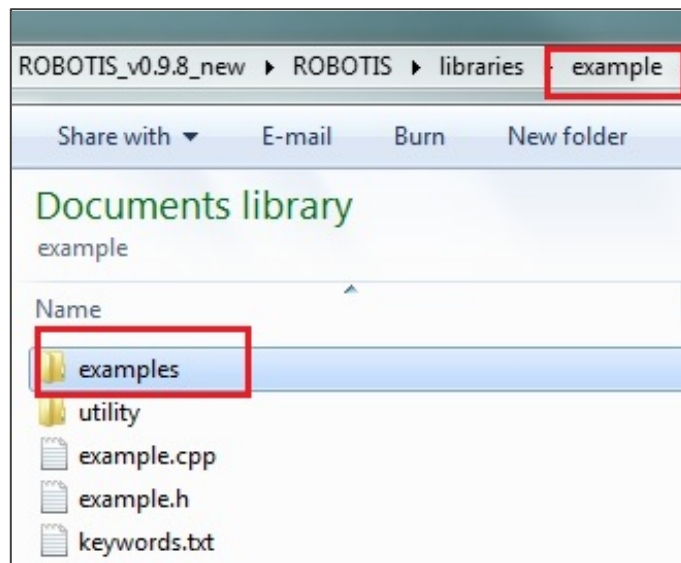 ROBOTIS_v0.9.8_new ▸ ROBOTIS ▸ libraries ▸ example
Share with ▾ E-mail Burn New folder
Documents library
example
Name
examples
utility
example.cpp
example.h
keywords.txt